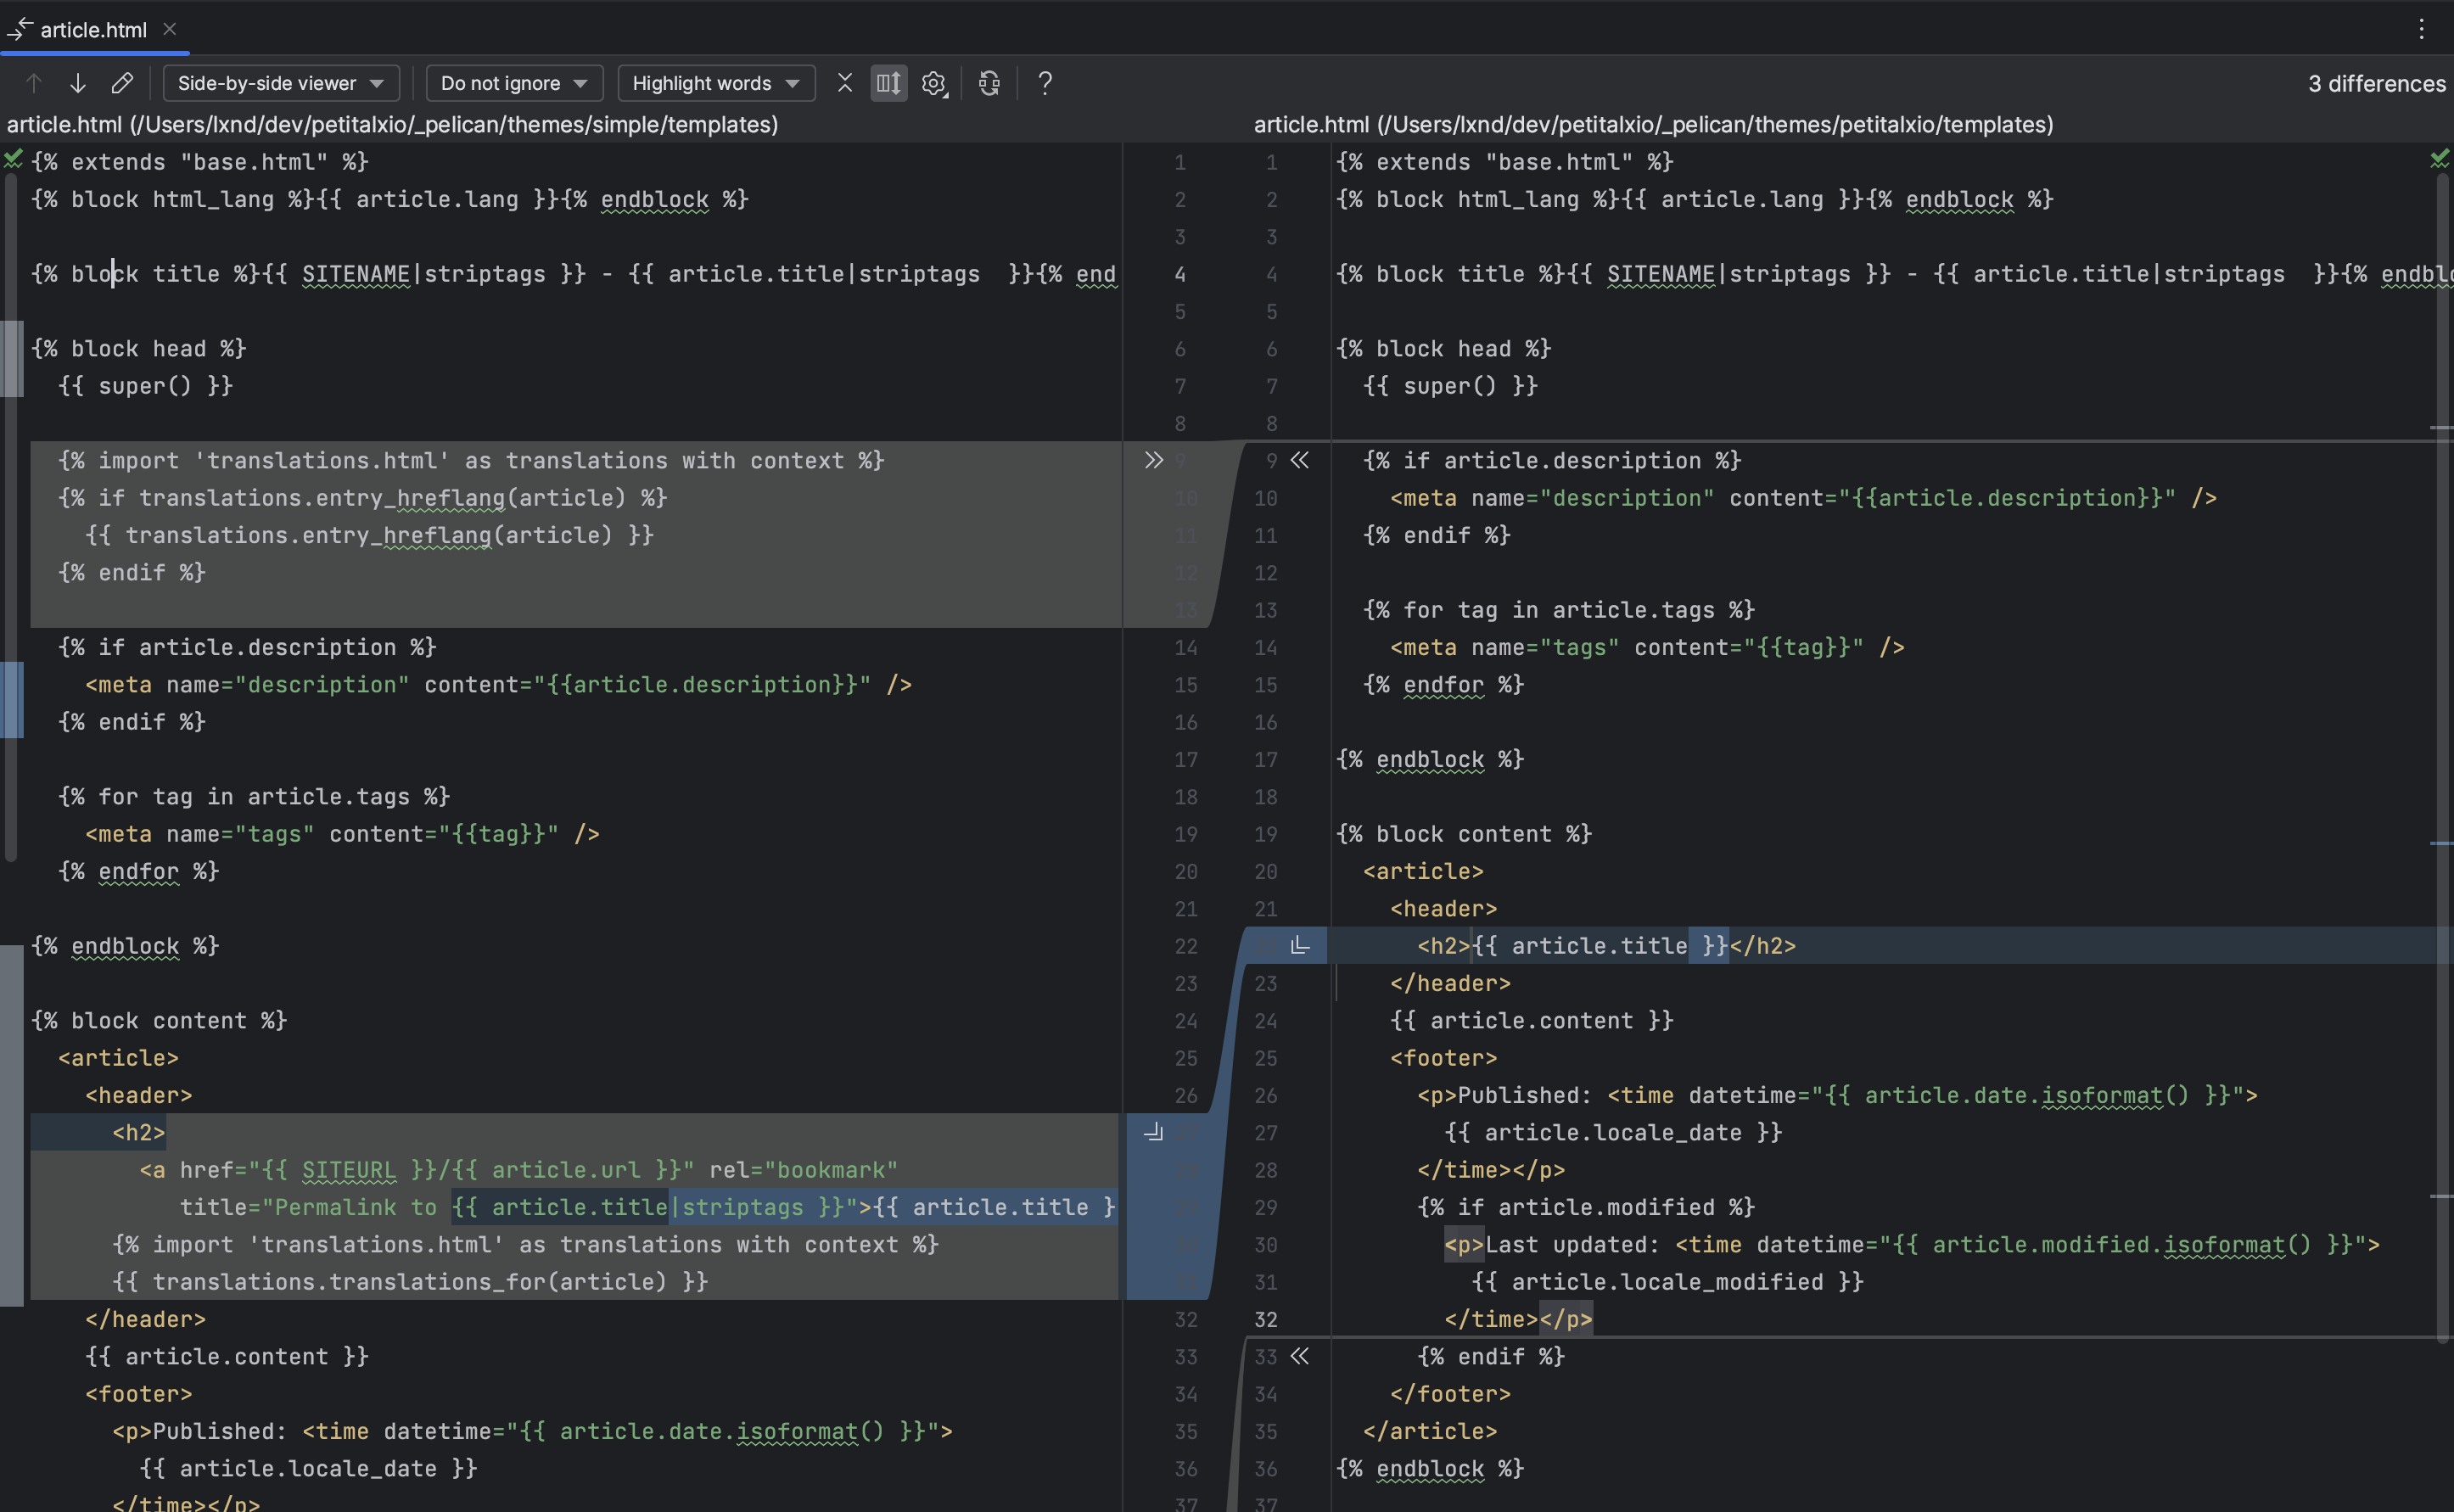 article.html
Side-by-side viewer
Do not ignore
Highlight words
?
3 differences
article.html (/Users/lxnd/dev/petitalxio/_pelican/themes/simple/templates)
{% extends "base.html" %}
{% block html_lang %}{{ article.lang }}{% endblock %}
{% block title %}{{ SITENAME|striptags }} - {{ article.title|striptags  }}{% end
{% block head %}
  {{ super() }}
  {% import 'translations.html' as translations with context %}
  {% if translations.entry_hreflang(article) %}
    {{ translations.entry_hreflang(article) }}
  {% endif %}
  {% if article.description %}
    <meta name="description" content="{{article.description}}" />
  {% endif %}
  {% for tag in article.tags %}
    <meta name="tags" content="{{tag}}" />
  {% endfor %}
{% endblock %}
{% block content %}
  <article>
    <header>
      <h2>
        <a href="{{ SITEURL }}/{{ article.url }}" rel="bookmark"
           title="Permalink to {{ article.title|striptags }}">{{ article.title }
      {% import 'translations.html' as translations with context %}
      {{ translations.translations_for(article) }}
    </header>
    {{ article.content }}
    <footer>
      <p>Published: <time datetime="{{ article.date.isoformat() }}">
        {{ article.locale_date }}
      </time></p>
1 1
2 2
3 3
4 4
5 5
6 6
7 7
8 8
9 9
10 10
11 11
12 12
13 13
14 14
15 15
16 16
17 17
18 18
19 19
20 20
21 21
22
23 23
24 24
25 25
26 26
27
28
29
30
31
32 32
33 33
34 34
35 35
36 36
37 37
article.html (/Users/lxnd/dev/petitalxio/_pelican/themes/petitalxio/templates)
{% extends "base.html" %}
{% block html_lang %}{{ article.lang }}{% endblock %}
{% block title %}{{ SITENAME|striptags }} - {{ article.title|striptags  }}{% endblo
{% block head %}
  {{ super() }}
  {% if article.description %}
    <meta name="description" content="{{article.description}}" />
  {% endif %}
  {% for tag in article.tags %}
    <meta name="tags" content="{{tag}}" />
  {% endfor %}
{% endblock %}
{% block content %}
  <article>
    <header>
      <h2>{{ article.title }}</h2>
    </header>
    {{ article.content }}
    <footer>
      <p>Published: <time datetime="{{ article.date.isoformat() }}">
        {{ article.locale_date }}
      </time></p>
      {% if article.modified %}
        <p>Last updated: <time datetime="{{ article.modified.isoformat() }}">
          {{ article.locale_modified }}
        </time></p>
      {% endif %}
    </footer>
  </article>
{% endblock %}